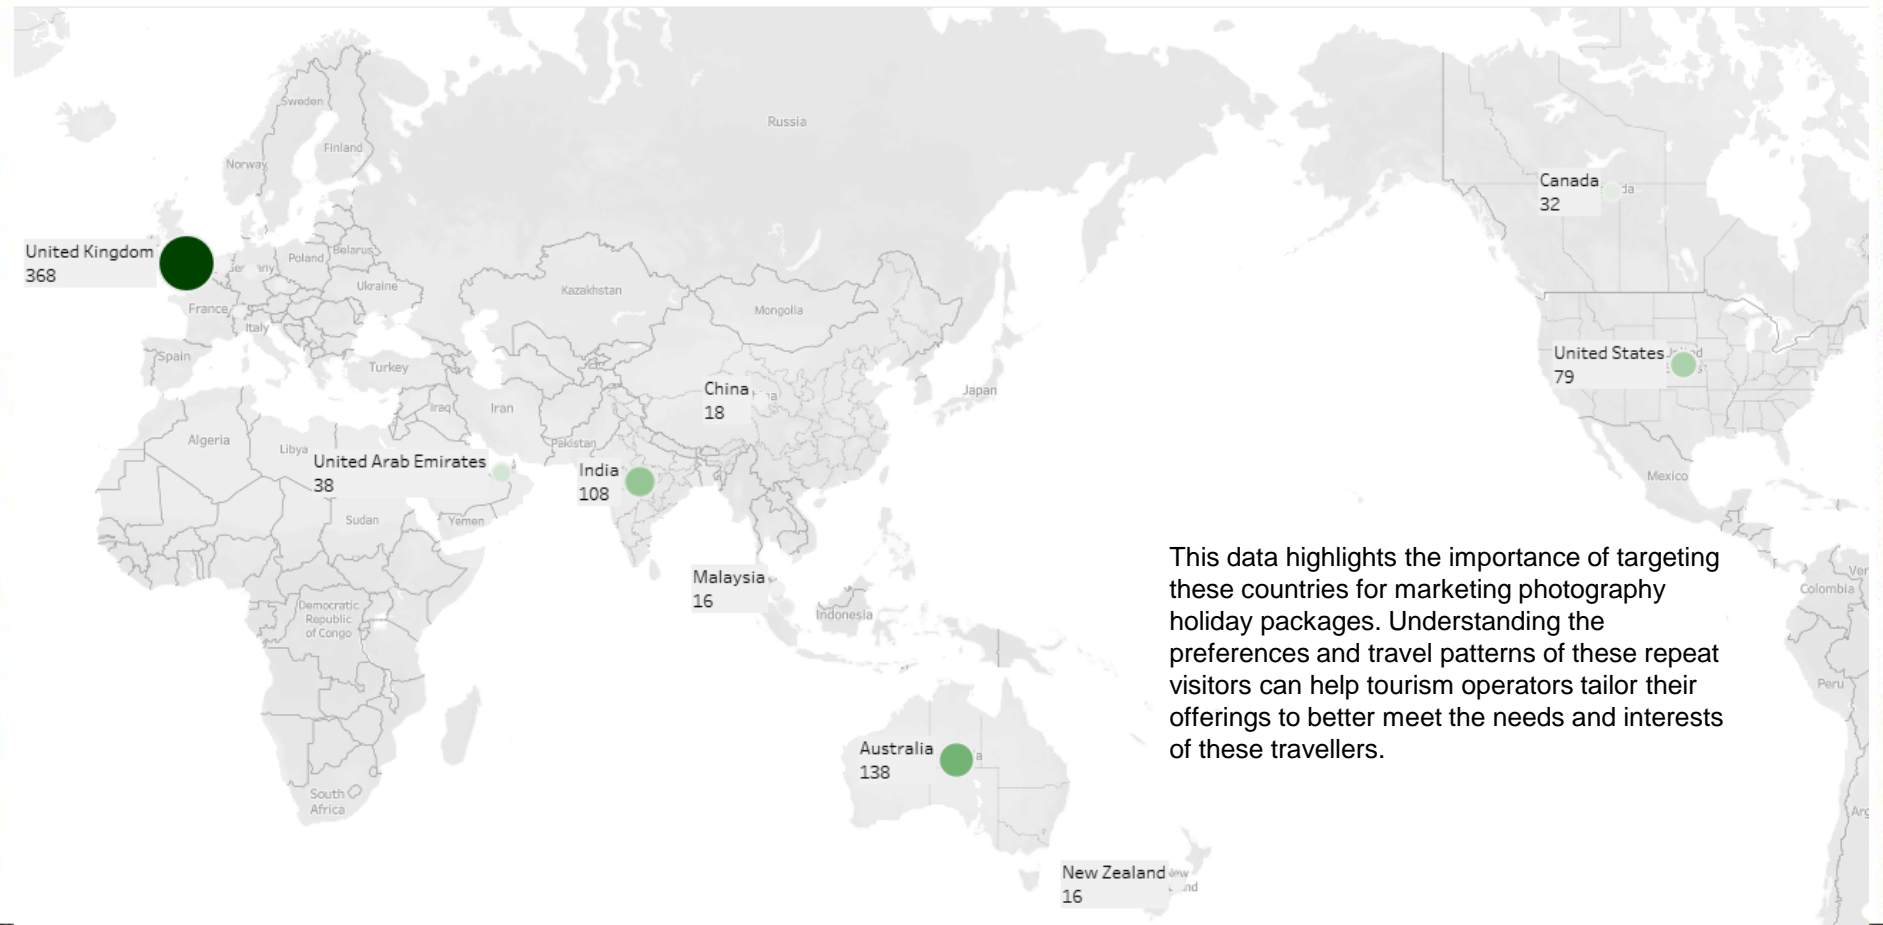 Sweden
Russia
Finland
Norway
Canada
32
United Kingdom
368
Belarus
Poland
Ukraine
Kazakhstan
France
Mongolia
Italy
United States
79
Spain
Turkey
China
18
Japan
Iraq
Iran
Algeria
Pakistan
Libya
United Arab Emirates
38
India
108
Mexico
Sudan
Yemen
This data highlights the importance of targeting
these countries for marketing photography
holiday packages. Understanding the
preferences and travel patterns of these repeat
visitors can help tourism operators tailor their
offerings to better meet the needs and interests
of these travellers.
Malaysia
16
Colombia
Democratic
Republic
of Congo
Indonesia
Peru
Australia
138
South
Africa
New Zealand
16